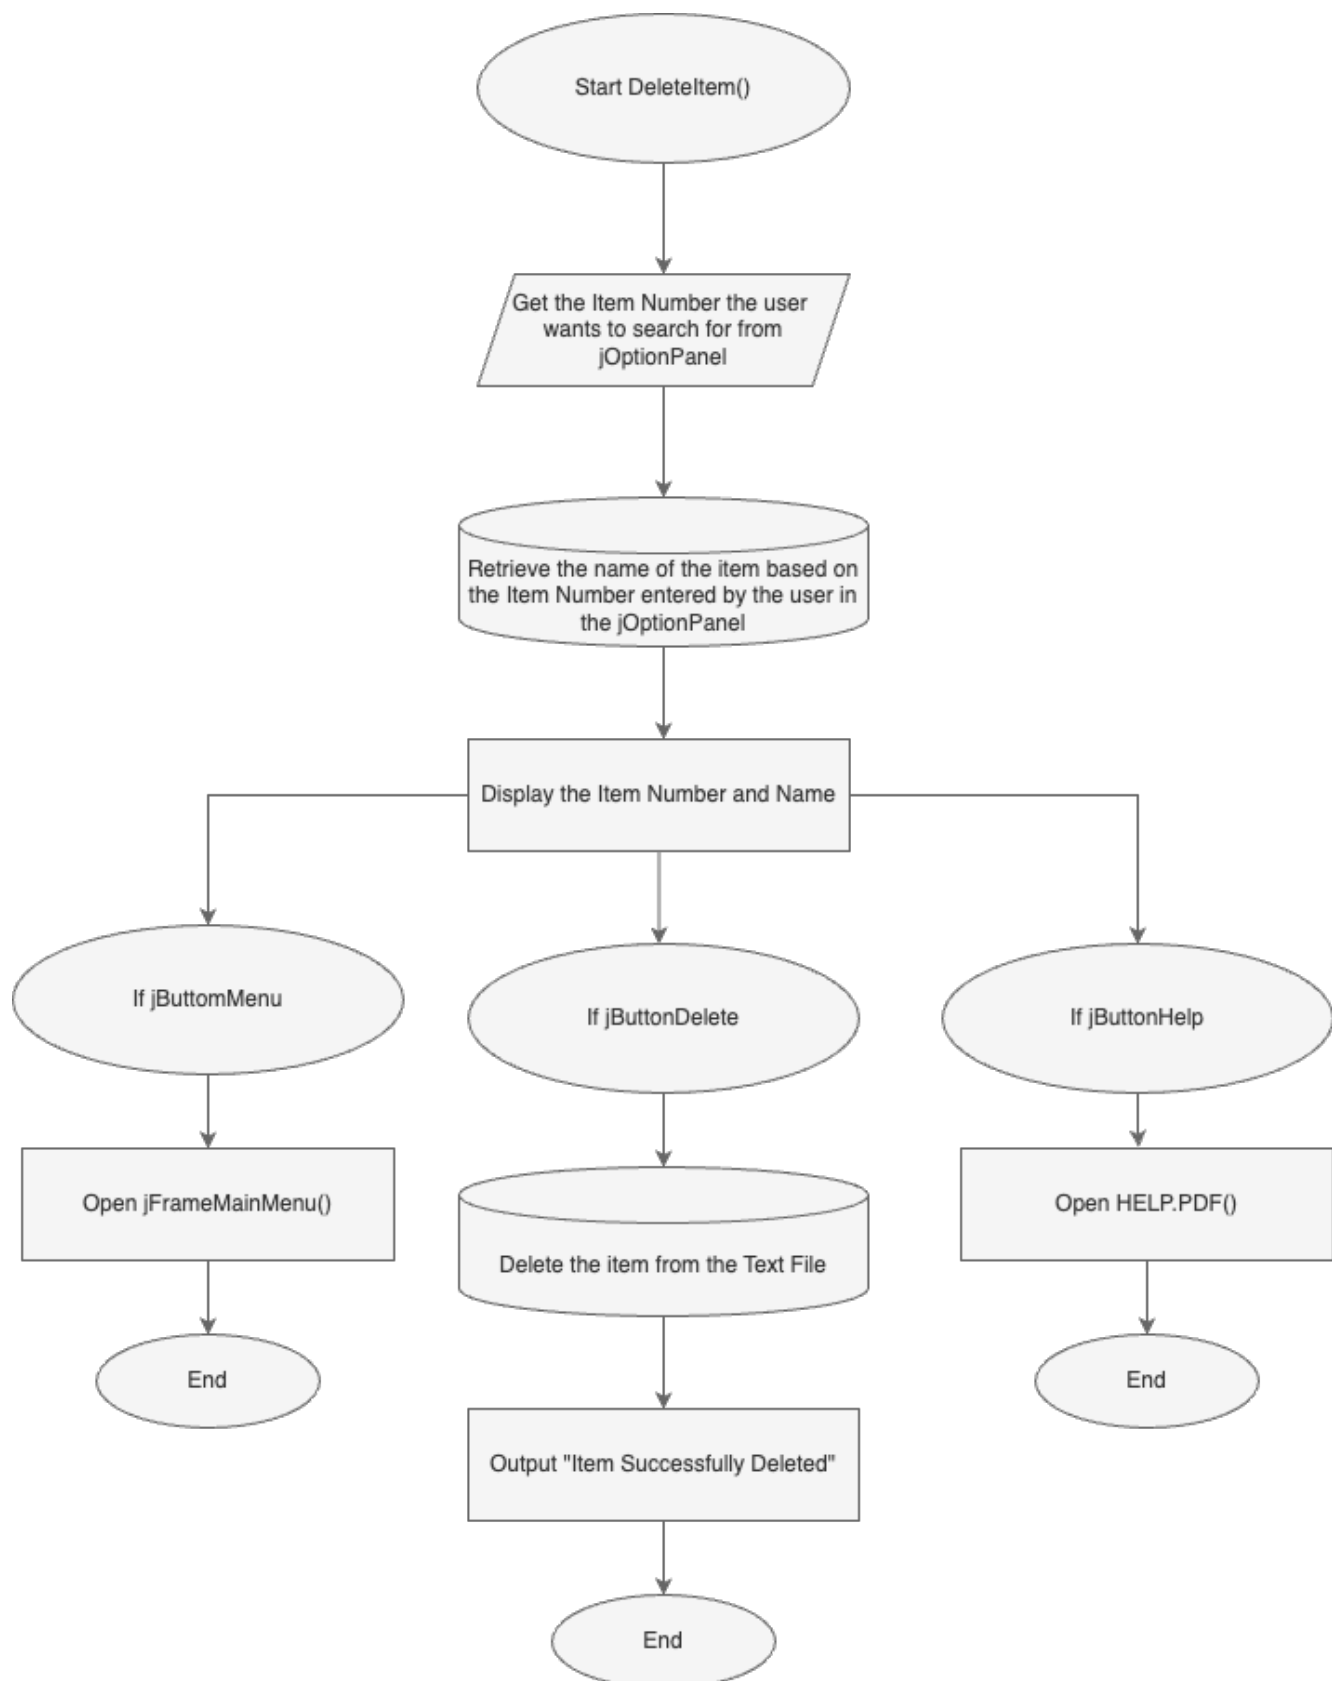 Start DeleteItem()
Get the Item Number the user
wants to search for from
jOptionPanel
Retrieve the name of the item based on
the Item Number entered by the user in
the jOptionPanel
Display the Item Number and Name
If jButtomMenu
If jButtonDelete
If jButtonHelp
Open jFrameMainMenu()
Delete the item from the Text File
Open HELP.PDF()
End
End
Output "Item Successfully Deleted"
End